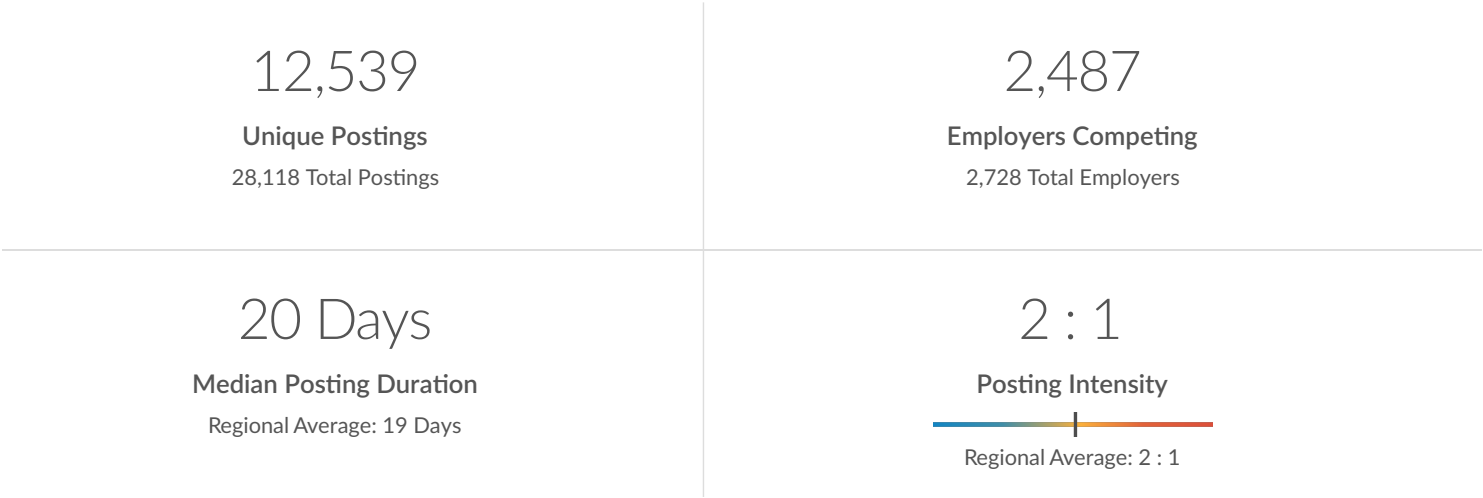 12,539
Unique Postings
28,118 Total Postings
2,487
Employers Competing
2,728 Total Employers
20 Days
Median Posting Duration
Regional Average: 19 Days
2 : 1
Posting Intensity
Regional Average: 2 : 1